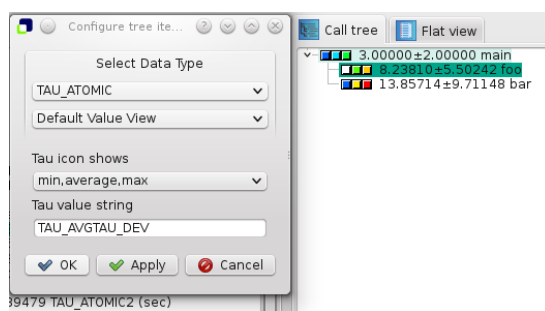 Configure tree ite...
Select Data Type
TAU_ATOMIC
Default Value View
Tau icon shows
min,average,max
Tau value string
TAU_AVGTAU_DEV
OK
Apply
Cancel
39479 TAU_ATOMIC2 (sec)
Call tree
Flat view
3.00000±2.00000 main
8.23810±5.50242 foo
13.85714±9.71148 bar